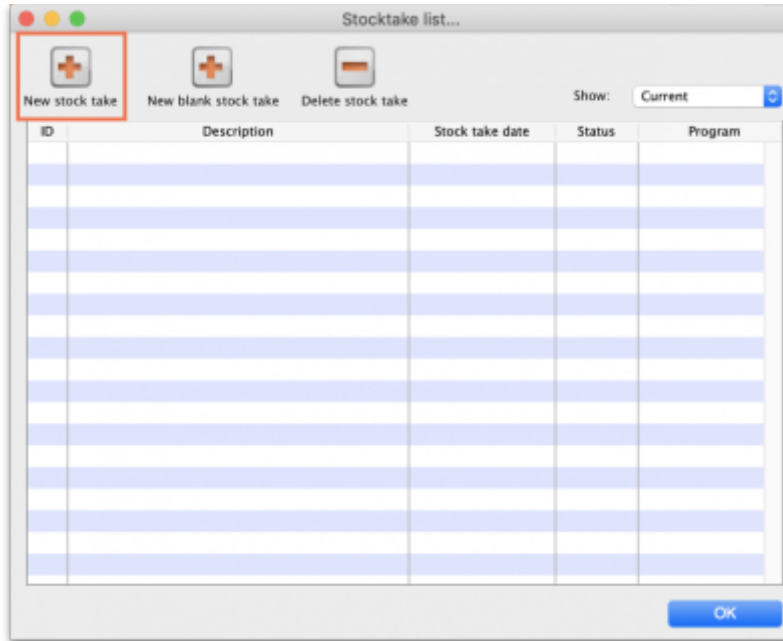 Stocktake list...
New stock take New blank stock take Delete stock take Show: Current
ID Description Stock take date Status Program
OK